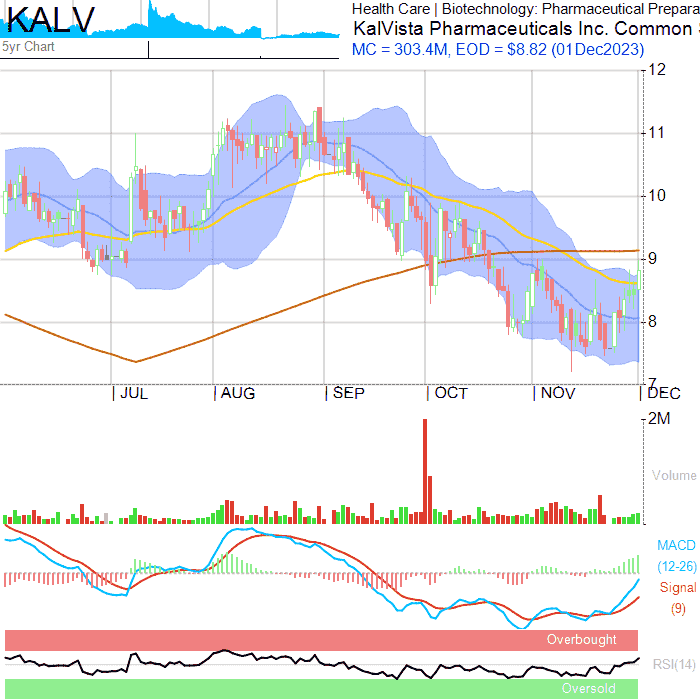 KALV
5yr Chart
Health Care | Biotechnology: Pharmaceutical Prepara
KalVista Pharmaceuticals Inc. Common
MC = 303.4M, EOD = $8.82 (01Dec2023)
12
11
10
9
8
7
JUL AUG SEP OCT NOV DEC
2M
Volume
MACD
(12-26)
Signal
(9)
Overbought
RSI(14)
Oversold